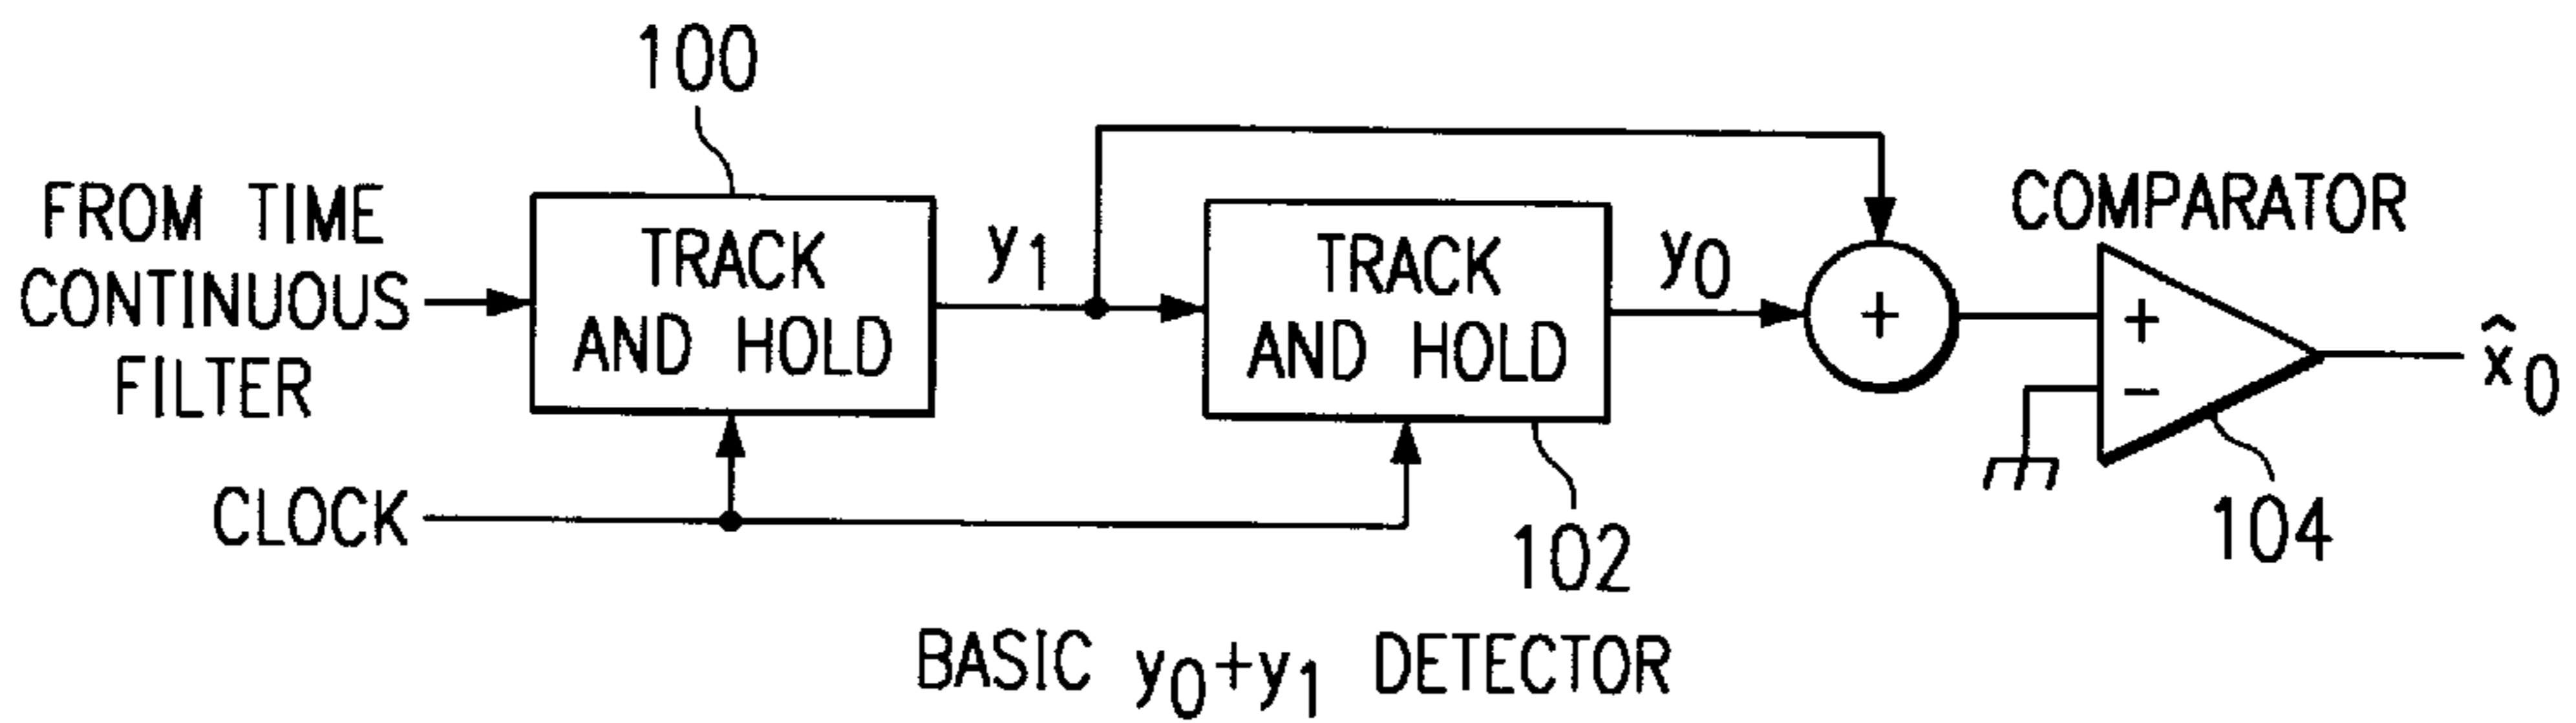 100
FROM TIME
CONTINUOUS
FILTER
TRACK
AND HOLD
y1
TRACK
AND HOLD
y0
+
COMPARATOR
+
−
x̂0
104
CLOCK
102
BASIC y0+y1 DETECTOR